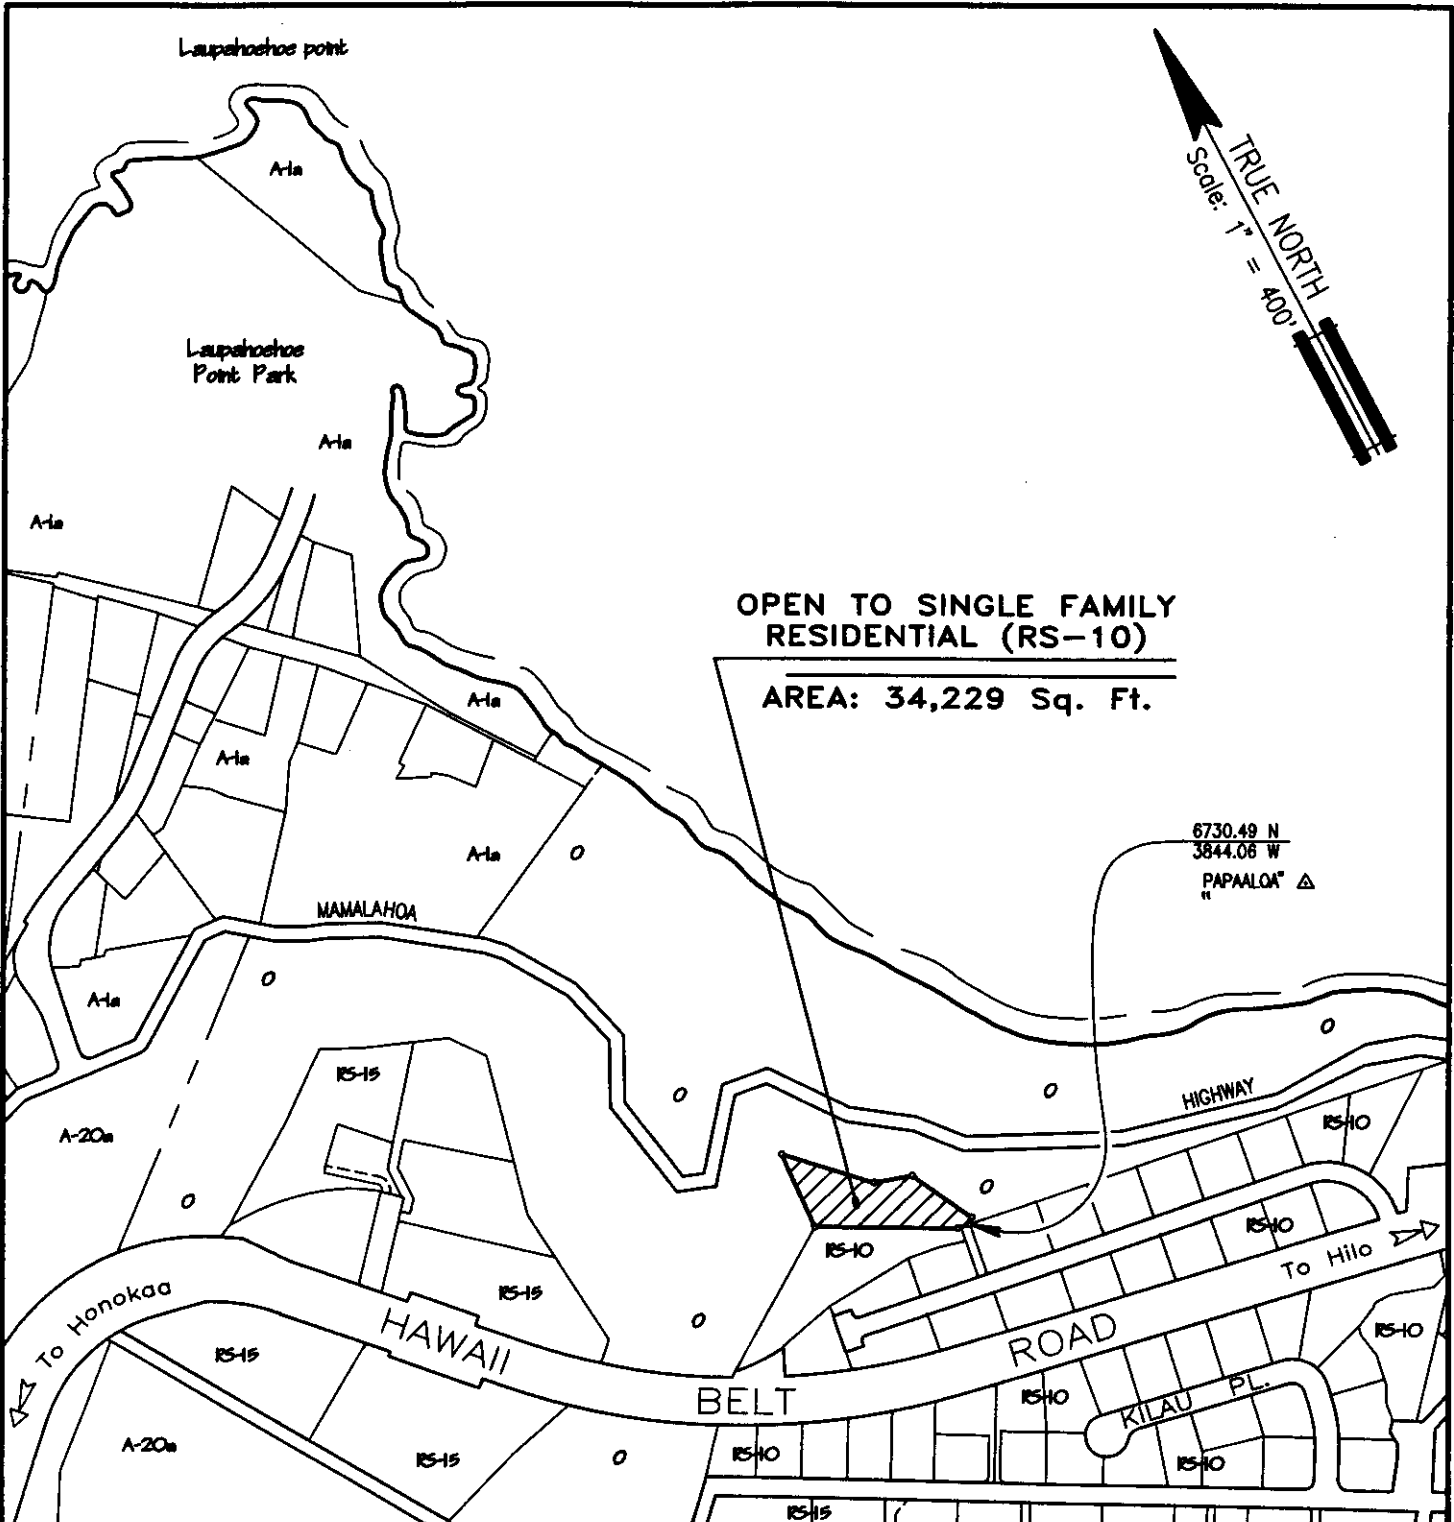 Laupahoehoe point
A-1a
TRUE NORTH
Scale: 1" = 400'
Laupahoehoe
Point Park
A-1a
A-1a
OPEN TO SINGLE FAMILY
RESIDENTIAL (RS-10)
AREA: 34,229 Sq. Ft.
A-1a
A-1a
6730.49 N
3844.06 W
"PAPAALOA"
A-1a
O
MAMALAHOA
O
A-1a
O
RS-15
O
O
HIGHWAY
RS-10
A-20a
O
O
RS-10
RS-10
To Hilo
To Honokaa
RS-15
O
HAWAII
ROAD
RS-10
RS-15
BELT
RS-10
KILAU PL.
A-20a
RS-15
O
RS-10
RS-10
RS-15